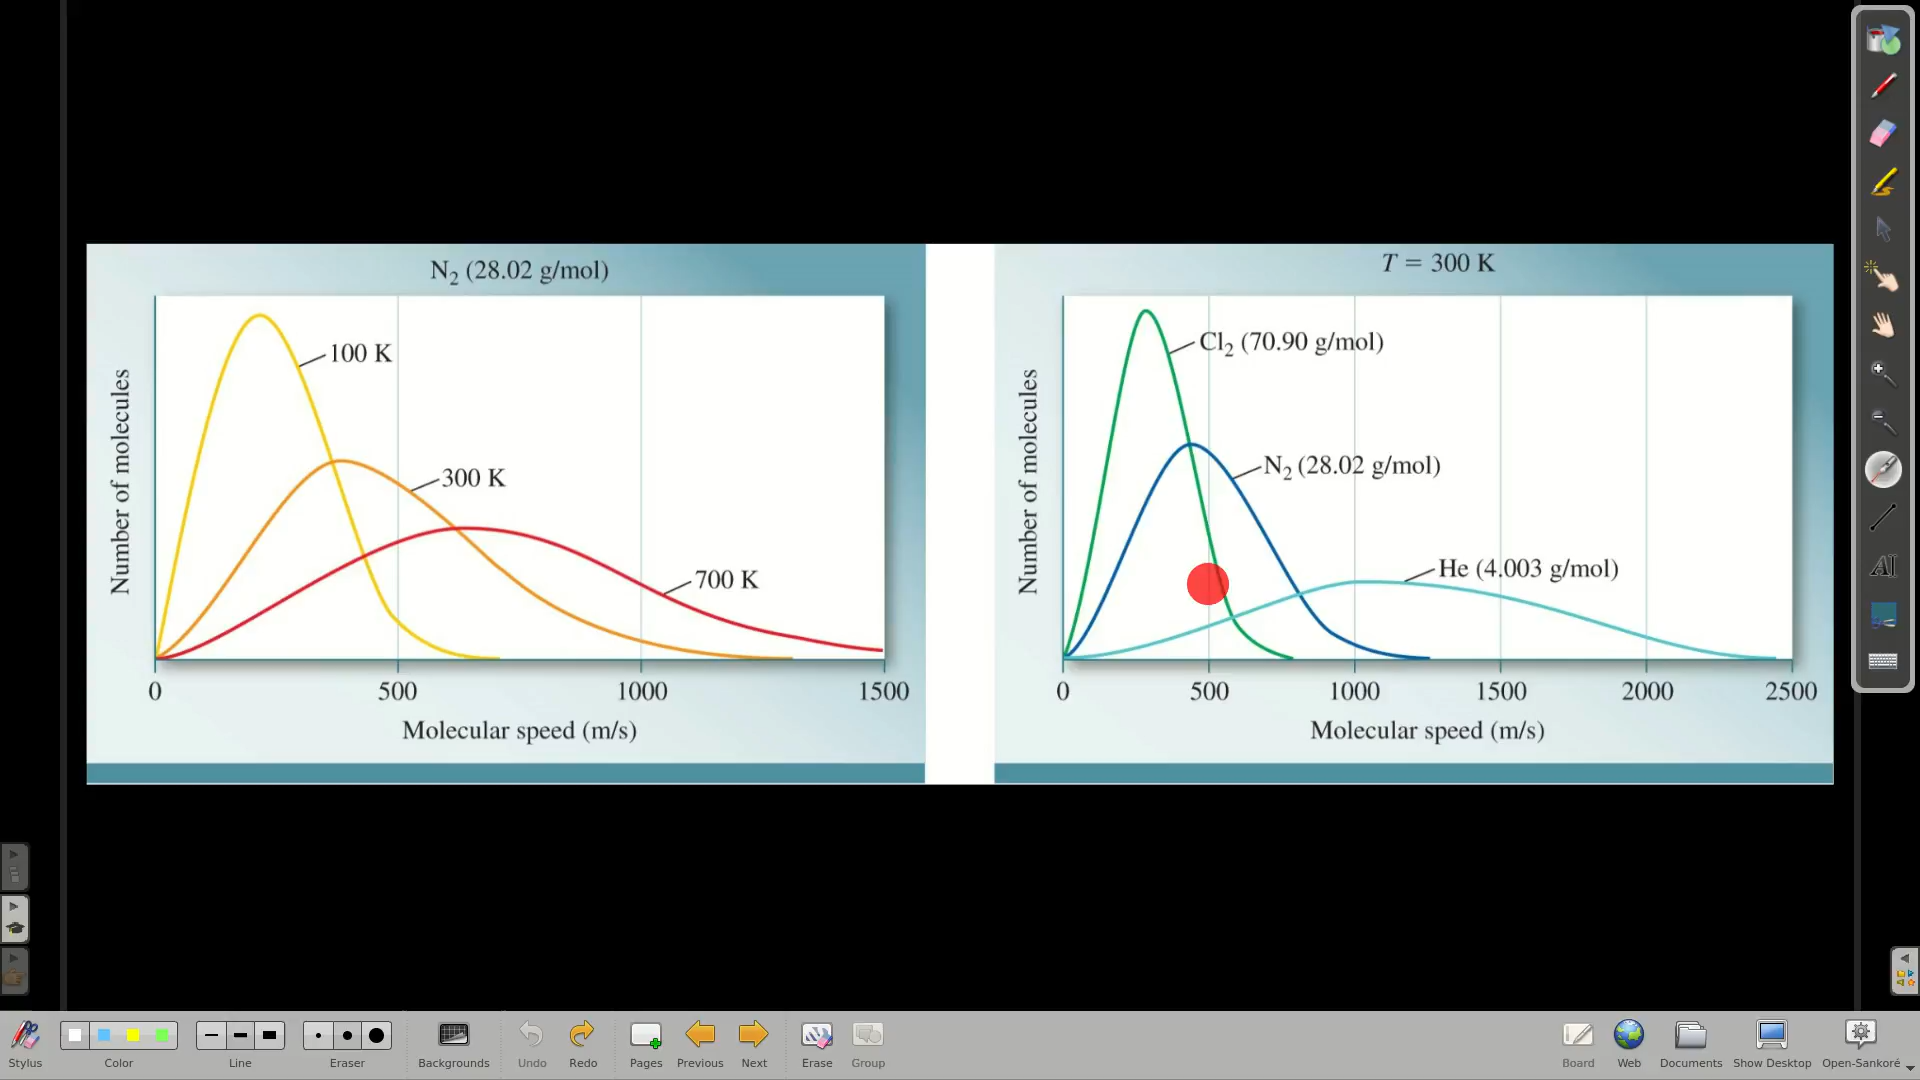 N2 (28.02 g/mol)
100 K
300 K
700 K
Number of molecules
0 500 1000 1500
Molecular speed (m/s)
T = 300 K
Cl2 (70.90 g/mol)
N2 (28.02 g/mol)
He (4.003 g/mol)
Number of molecules
0 500 1000 1500 2000 2500
Molecular speed (m/s)
AI
Stylus Color Line Eraser Backgrounds Undo Redo Pages Previous Next Erase Group Board Web Documents Show Desktop Open-Sankoré